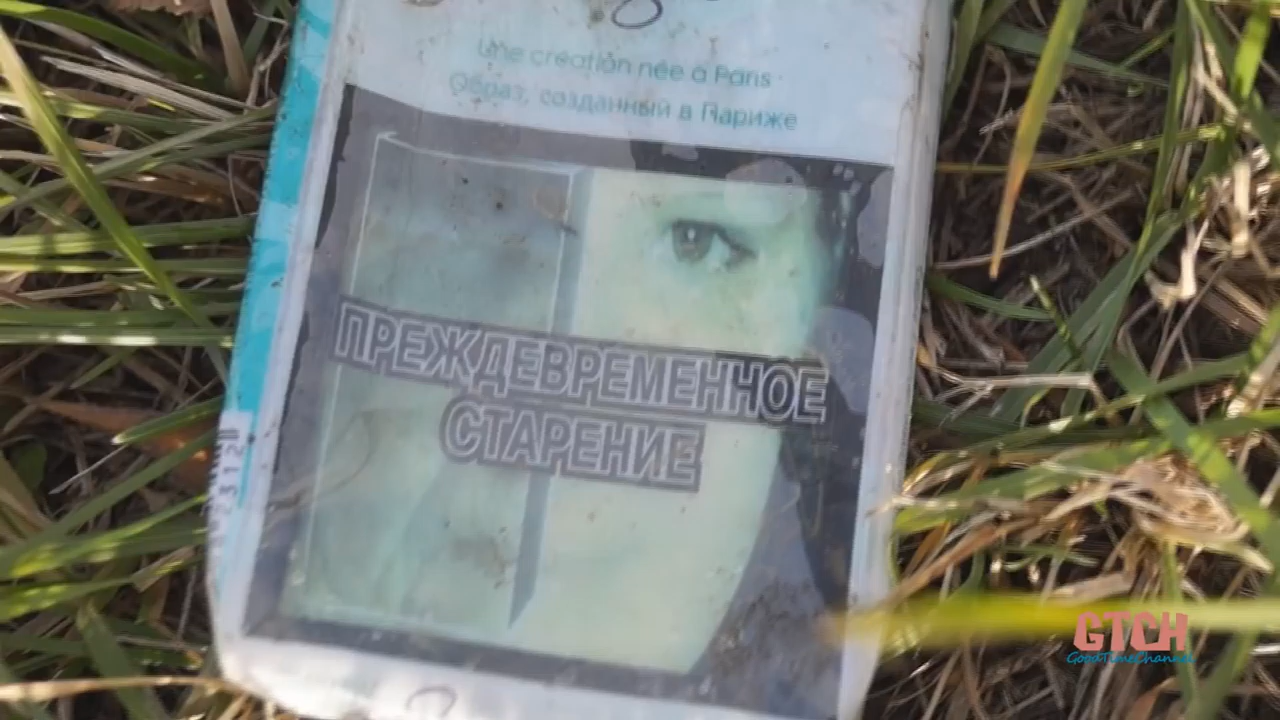 Une création née à Paris
Образ, созданный в Париже
ПРЕЖДЕВРЕМЕННОЕ
СТАРЕНИЕ
GTCH
GoodTimeChannel